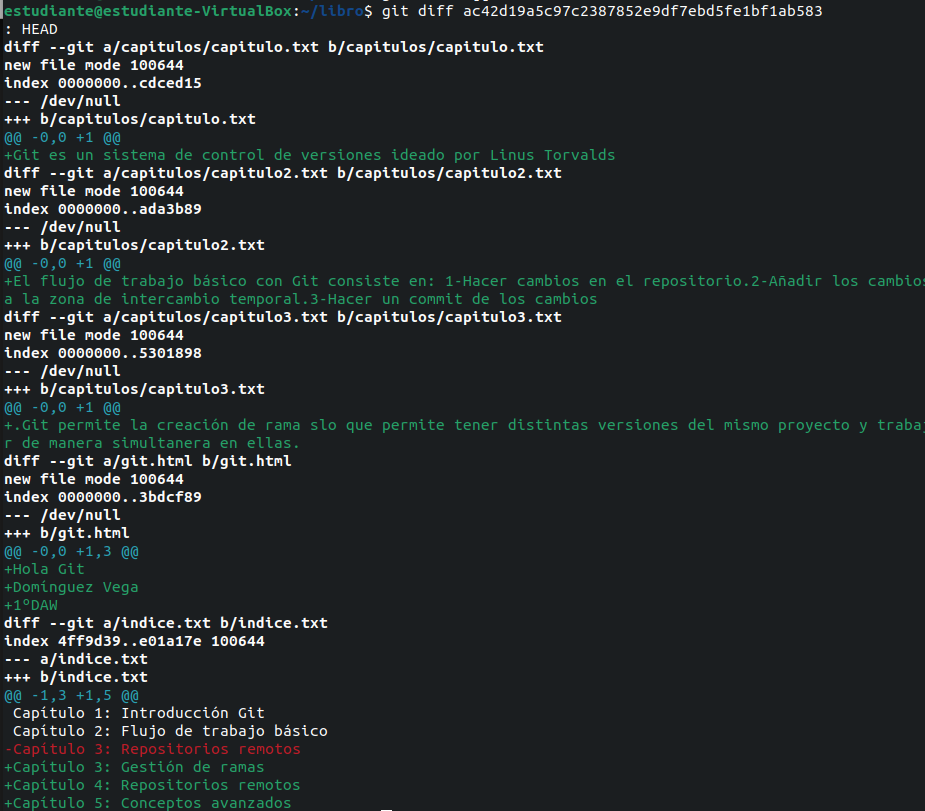 estudiante@estudiante-VirtualBox:~/libro$ git diff ac42d19a5c97c2387852e9df7ebd5fe1bf1ab583
: HEAD
diff --git a/capitulos/capitulo.txt b/capitulos/capitulo.txt
new file mode 100644
index 0000000..cdced15
--- /dev/null
+++ b/capitulos/capitulo.txt
@@ -0,0 +1 @@
+Git es un sistema de control de versiones ideado por Linus Torvalds
diff --git a/capitulos/capitulo2.txt b/capitulos/capitulo2.txt
new file mode 100644
index 0000000..ada3b89
--- /dev/null
+++ b/capitulos/capitulo2.txt
@@ -0,0 +1 @@
+El flujo de trabajo básico con Git consiste en: 1-Hacer cambios en el repositorio.2-Añadir los cambios
a la zona de intercambio temporal.3-Hacer un commit de los cambios
diff --git a/capitulos/capitulo3.txt b/capitulos/capitulo3.txt
new file mode 100644
index 0000000..5301898
--- /dev/null
+++ b/capitulos/capitulo3.txt
@@ -0,0 +1 @@
+.Git permite la creación de rama slo que permite tener distintas versiones del mismo proyecto y trabaj
r de manera simultanera en ellas.
diff --git a/git.html b/git.html
new file mode 100644
index 0000000..3bdcf89
--- /dev/null
+++ b/git.html
@@ -0,0 +1,3 @@
+Hola Git
+Domínguez Vega
+1ºDAW
diff --git a/indice.txt b/indice.txt
index 4ff9d39..e01a17e 100644
--- a/indice.txt
+++ b/indice.txt
@@ -1,3 +1,5 @@
 Capítulo 1: Introducción Git
 Capítulo 2: Flujo de trabajo básico
-Capítulo 3: Repositorios remotos
+Capítulo 3: Gestión de ramas
+Capítulo 4: Repositorios remotos
+Capítulo 5: Conceptos avanzados